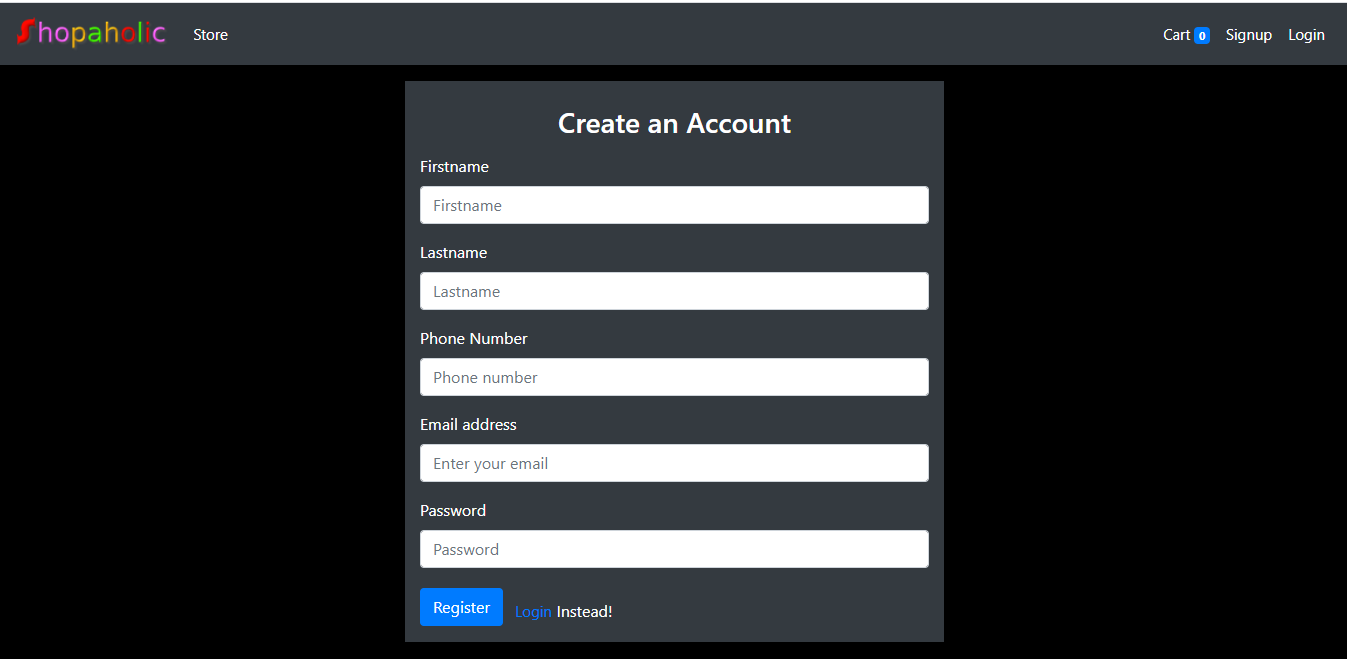 Shopaholic Store Cart 0 Signup Login
Create an Account
Firstname
Firstname
Lastname
Lastname
Phone Number
Phone number
Email address
Enter your email
Password
Password
Register Login Instead!